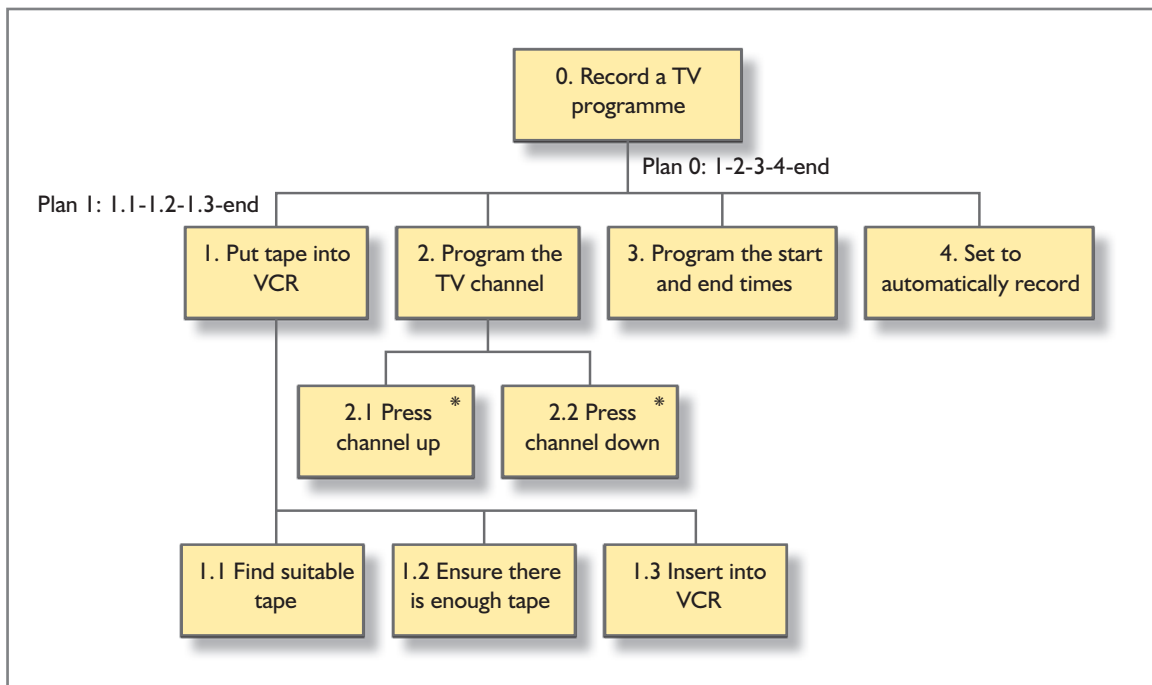 0. Record a TV
programme
Plan 0: 1-2-3-4-end
Plan 1: 1.1-1.2-1.3-end
1. Put tape into
VCR
2. Program the
TV channel
3. Program the start
and end times
4. Set to
automatically record
2.1 Press *
channel up
2.2 Press *
channel down
1.1 Find suitable
tape
1.2 Ensure there
is enough tape
1.3 Insert into
VCR